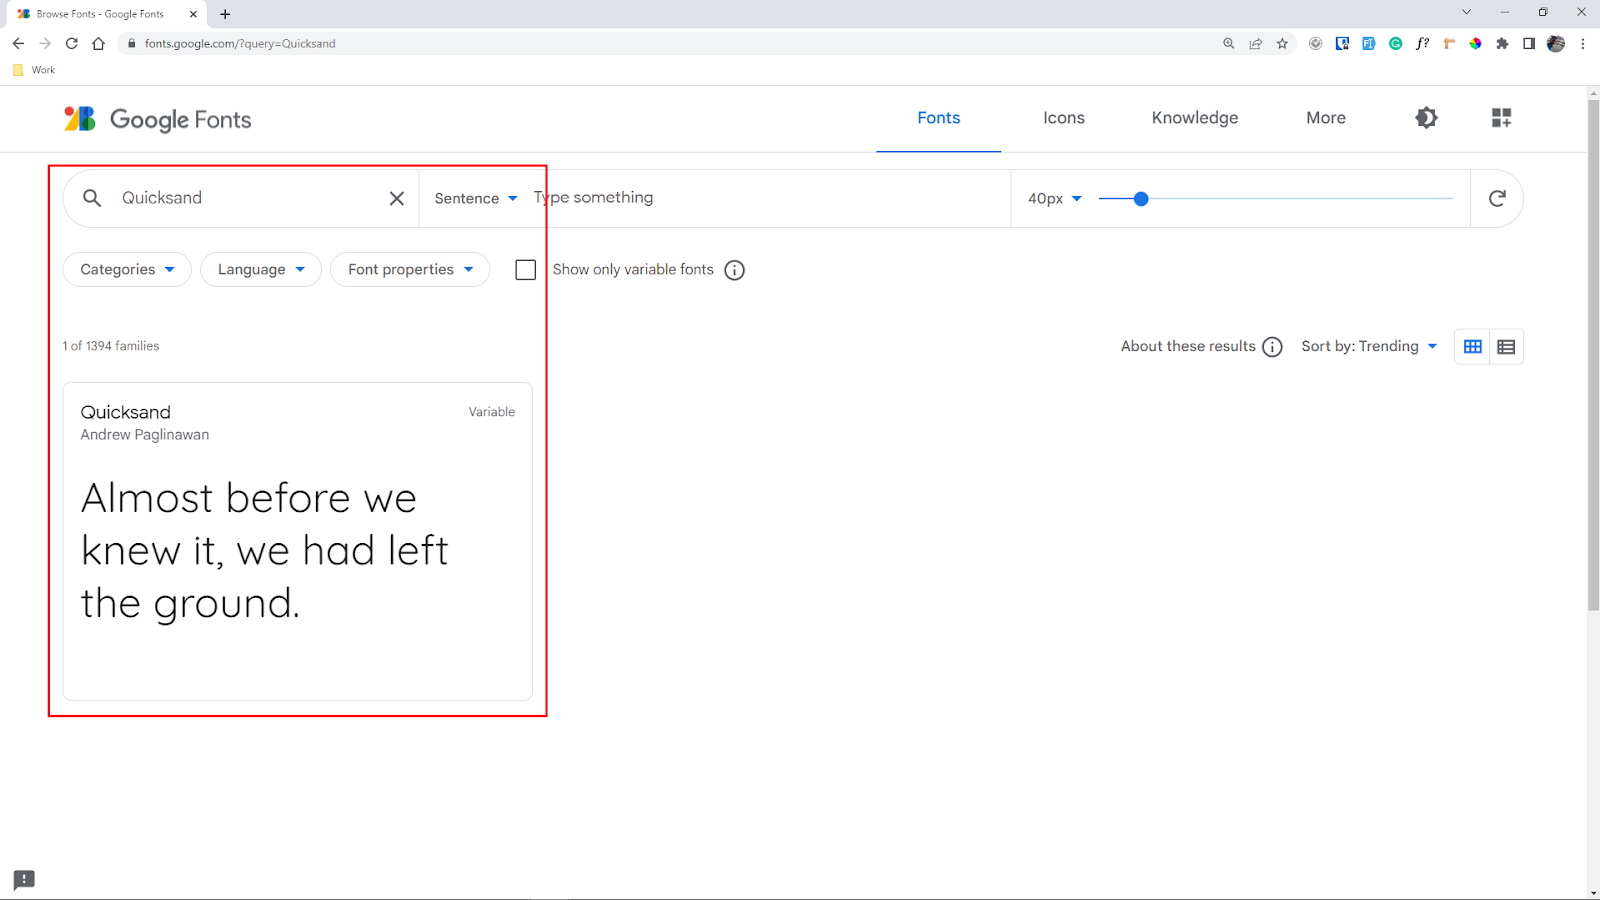 Browse Fonts - Google Fonts
fonts.google.com/?query=Quicksand
Work
Google Fonts
Fonts
Icons
Knowledge
More
Quicksand
Sentence
Type something
40px
Categories
Language
Font properties
Show only variable fonts
1 of 1394 families
About these results
Sort by: Trending
Quicksand
Variable
Andrew Paglinawan
Almost before we
knew it, we had left
the ground.